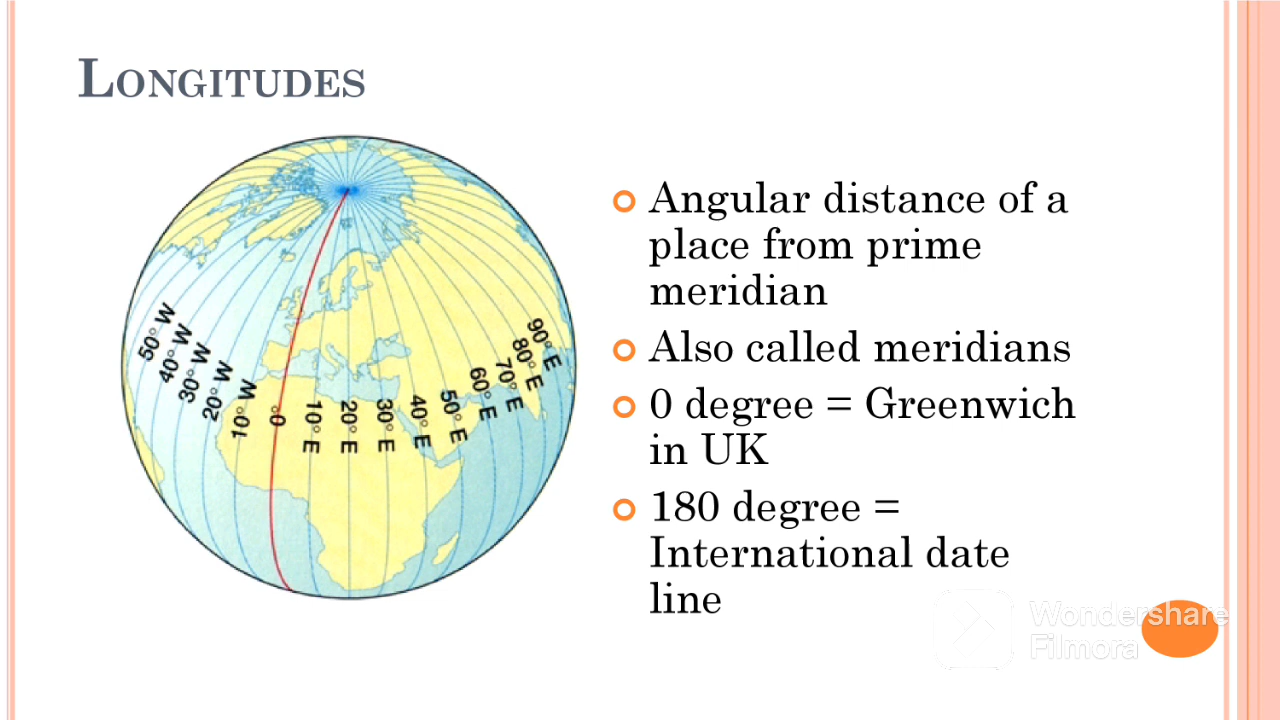 LONGITUDES
50° W
40° W
30° W
20° W
10° W
0°
10° E
20° E
30° E
40° E
50° E
60° E
70° E
80° E
90° E
Angular distance of a
place from prime
meridian
Also called meridians
0 degree = Greenwich
in UK
180 degree =
International date
line
Wondershare
Filmora